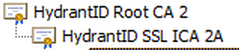 HydrantID Root CA 2
HydrantID SSL ICA 2A